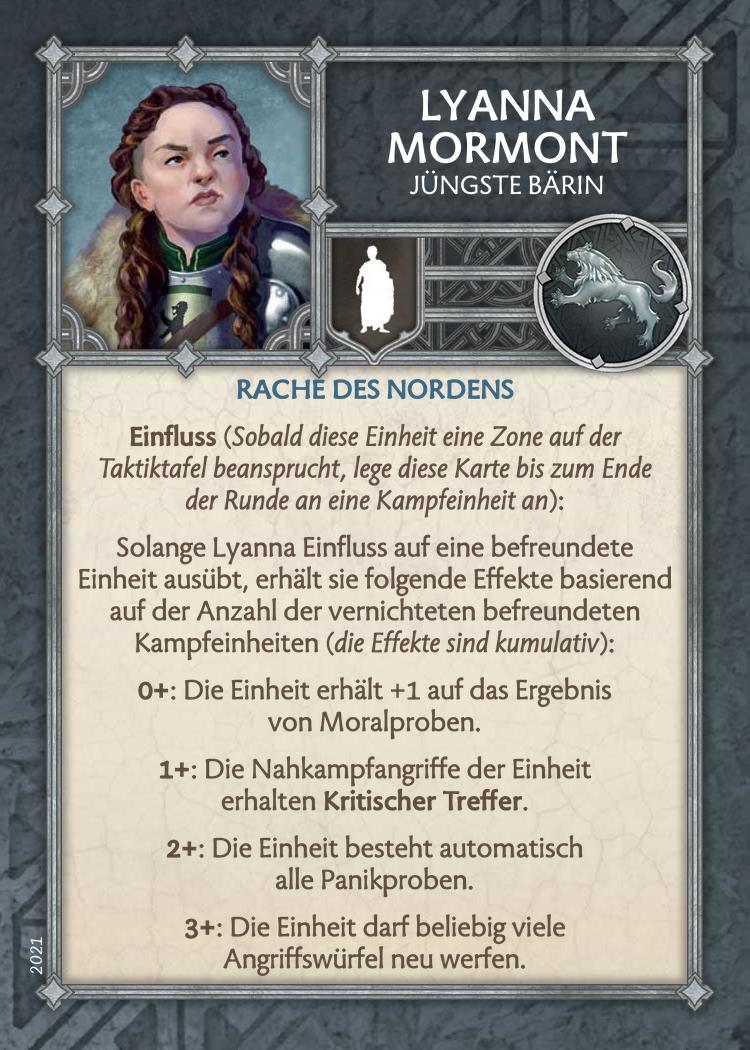 LYANNA
MORMONT
JÜNGSTE BÄRIN
RACHE DES NORDENS
Einfluss (Sobald diese Einheit eine Zone auf der
Taktiktafel beansprucht, lege diese Karte bis zum Ende
der Runde an eine Kampfeinheit an):
Solange Lyanna Einfluss auf eine befreundete
Einheit ausübt, erhält sie folgende Effekte basierend
auf der Anzahl der vernichteten befreundeten
Kampfeinheiten (die Effekte sind kumulativ):
0+: Die Einheit erhält +1 auf das Ergebnis
von Moralproben.
1+: Die Nahkampfangriffe der Einheit
erhalten Kritischer Treffer.
2+: Die Einheit besteht automatisch
alle Panikproben.
3+: Die Einheit darf beliebig viele
Angriffswürfel neu werfen.
2021